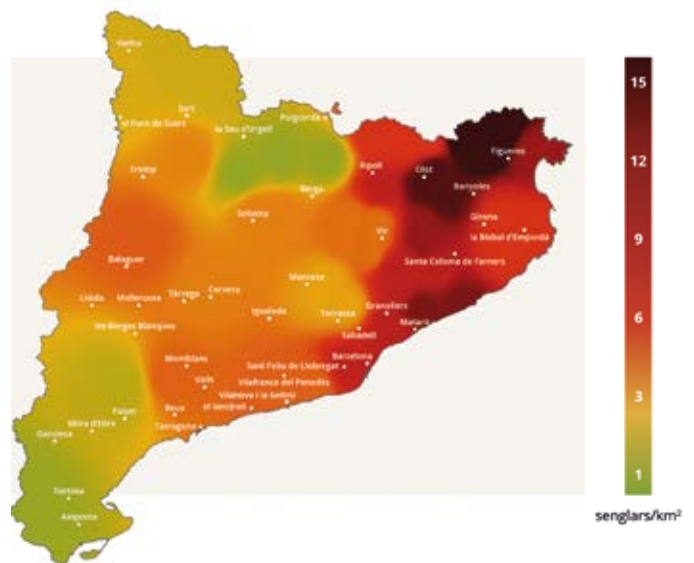 Vielha
15
Sort
el Pont de Suert
Puigcerdà
la Seu d'Urgell
12
Figueres
Ripoll
Olot
Tremp
Banyoles
Berga
Solsona
Girona
la Bisbal d'Empordà
Vic
9
Santa Coloma de Farners
Balaguer
Manresa
Cervera
Tàrrega
Lleida
Mollerussa
Igualada
Terrassa
Granollers
6
Mataró
Sabadell
les Borges Blanques
Barcelona
Montblanc
Sant Feliu de Llobregat
Vilafranca del Penedès
Valls
3
Vilanova i la Geltrú
el Vendrell
Reus
Falset
Tarragona
Móra d'Ebre
Gandesa
1
Tortosa
Amposta
senglars/km²